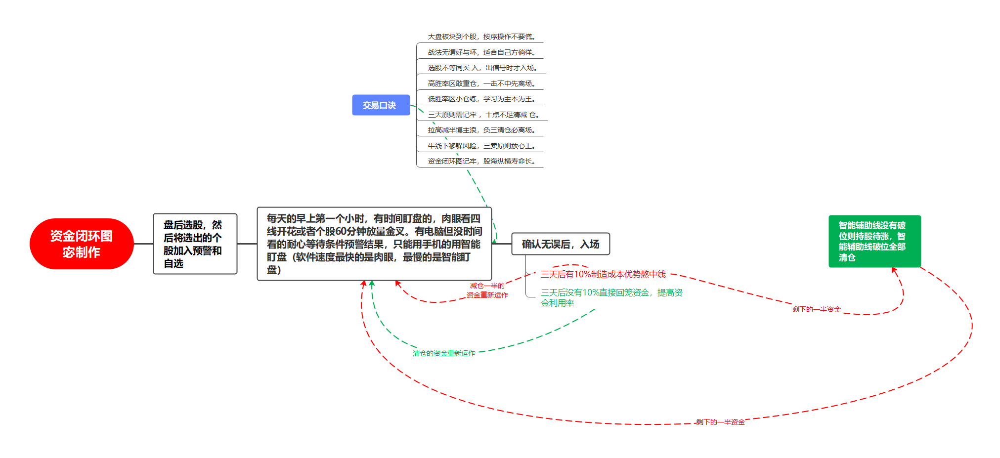 大盘板块到个股，按序操作不要慌。
战法无谓好与坏，适合自己方徜徉。
选股不等同买 入，出信号时才入场。
高胜率区敢重仓，一击不中先离场。
低胜率区小仓练，学习为主本为王。
三天原则需记牢 ，十点不足清减 仓。
拉高减半博主浪，负三清仓必离场。
牛线下移躲风险，三卖原则放心上。
资金闭环图记牢，股海纵横寿命长。
交易口诀
资金闭环图
宓制作
盘后选股，然
后将选出的个
股加入预警和
自选
每天的早上第一个小时，有时间盯盘的，肉眼看四
线开花或者个股60分钟放量金叉。有电脑但没时间
看的耐心等待条件预警结果，只能用手机的用智能
盯盘（软件速度最快的是肉眼，最慢的是智能盯
盘）
确认无误后，入场
三天后有10%制造成本优势熬中线
三天后没有10%直接回笼资金，提高资
金利用率
减仓一半的
资金重新运作
清仓的资金重新运作
智能辅助线没有破
位则持股待涨，智
能辅助线破位全部
清仓
剩下的一半资金
剩下的一半资金